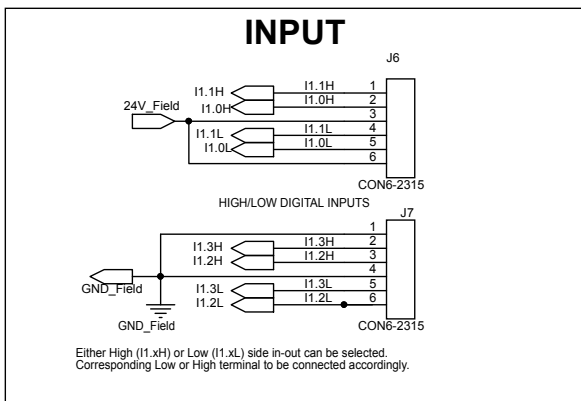 INPUT
J6
I1.1H I1.1H 1
I1.0H I1.0H 2
24V_Field 3
I1.1L I1.1L 4
I1.0L I1.0L 5
6
CON6-2315
HIGH/LOW DIGITAL INPUTS
J7
1
I1.3H I1.3H 2
I1.2H I1.2H 3
4
GND_Field I1.3L I1.3L 5
I1.2L I1.2L 6
GND_Field CON6-2315
Either High (I1.xH) or Low (I1.xL) side in-out can be selected.
Corresponding Low or High terminal to be connected accordingly.